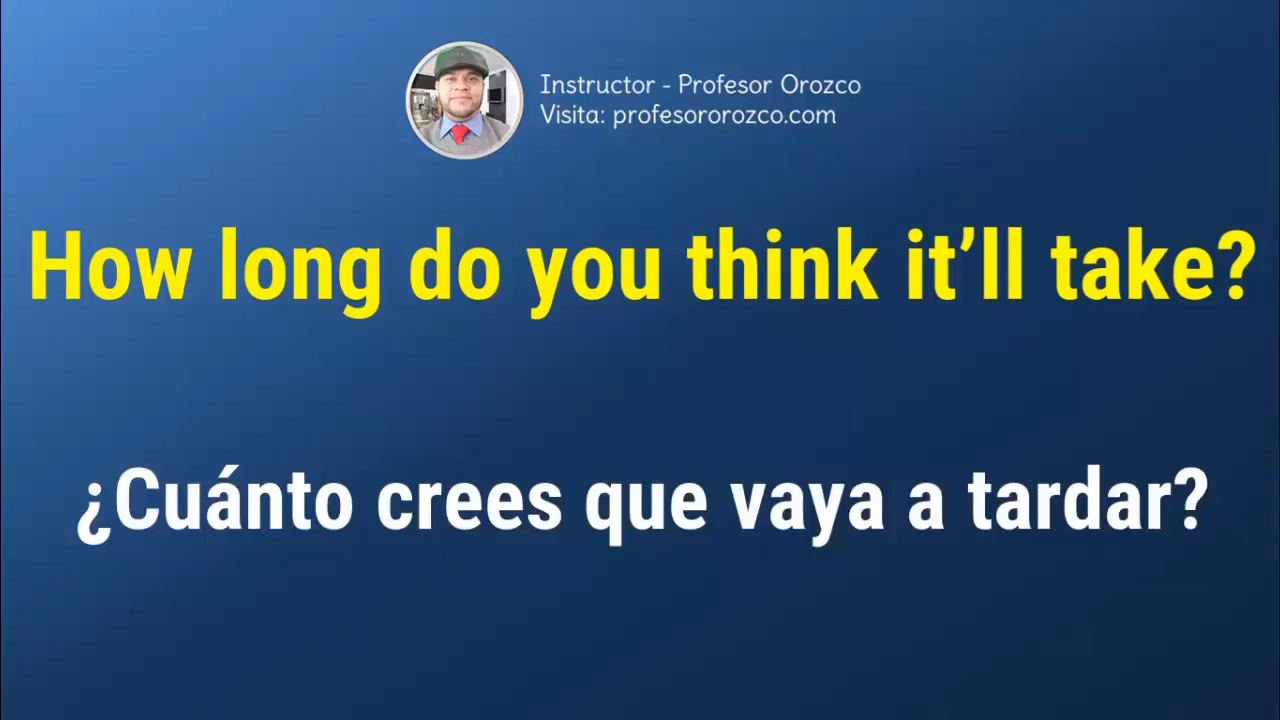 Instructor - Profesor Orozco
Visita: profesororozco.com
How long do you think it’ll take?
¿Cuánto crees que vaya a tardar?